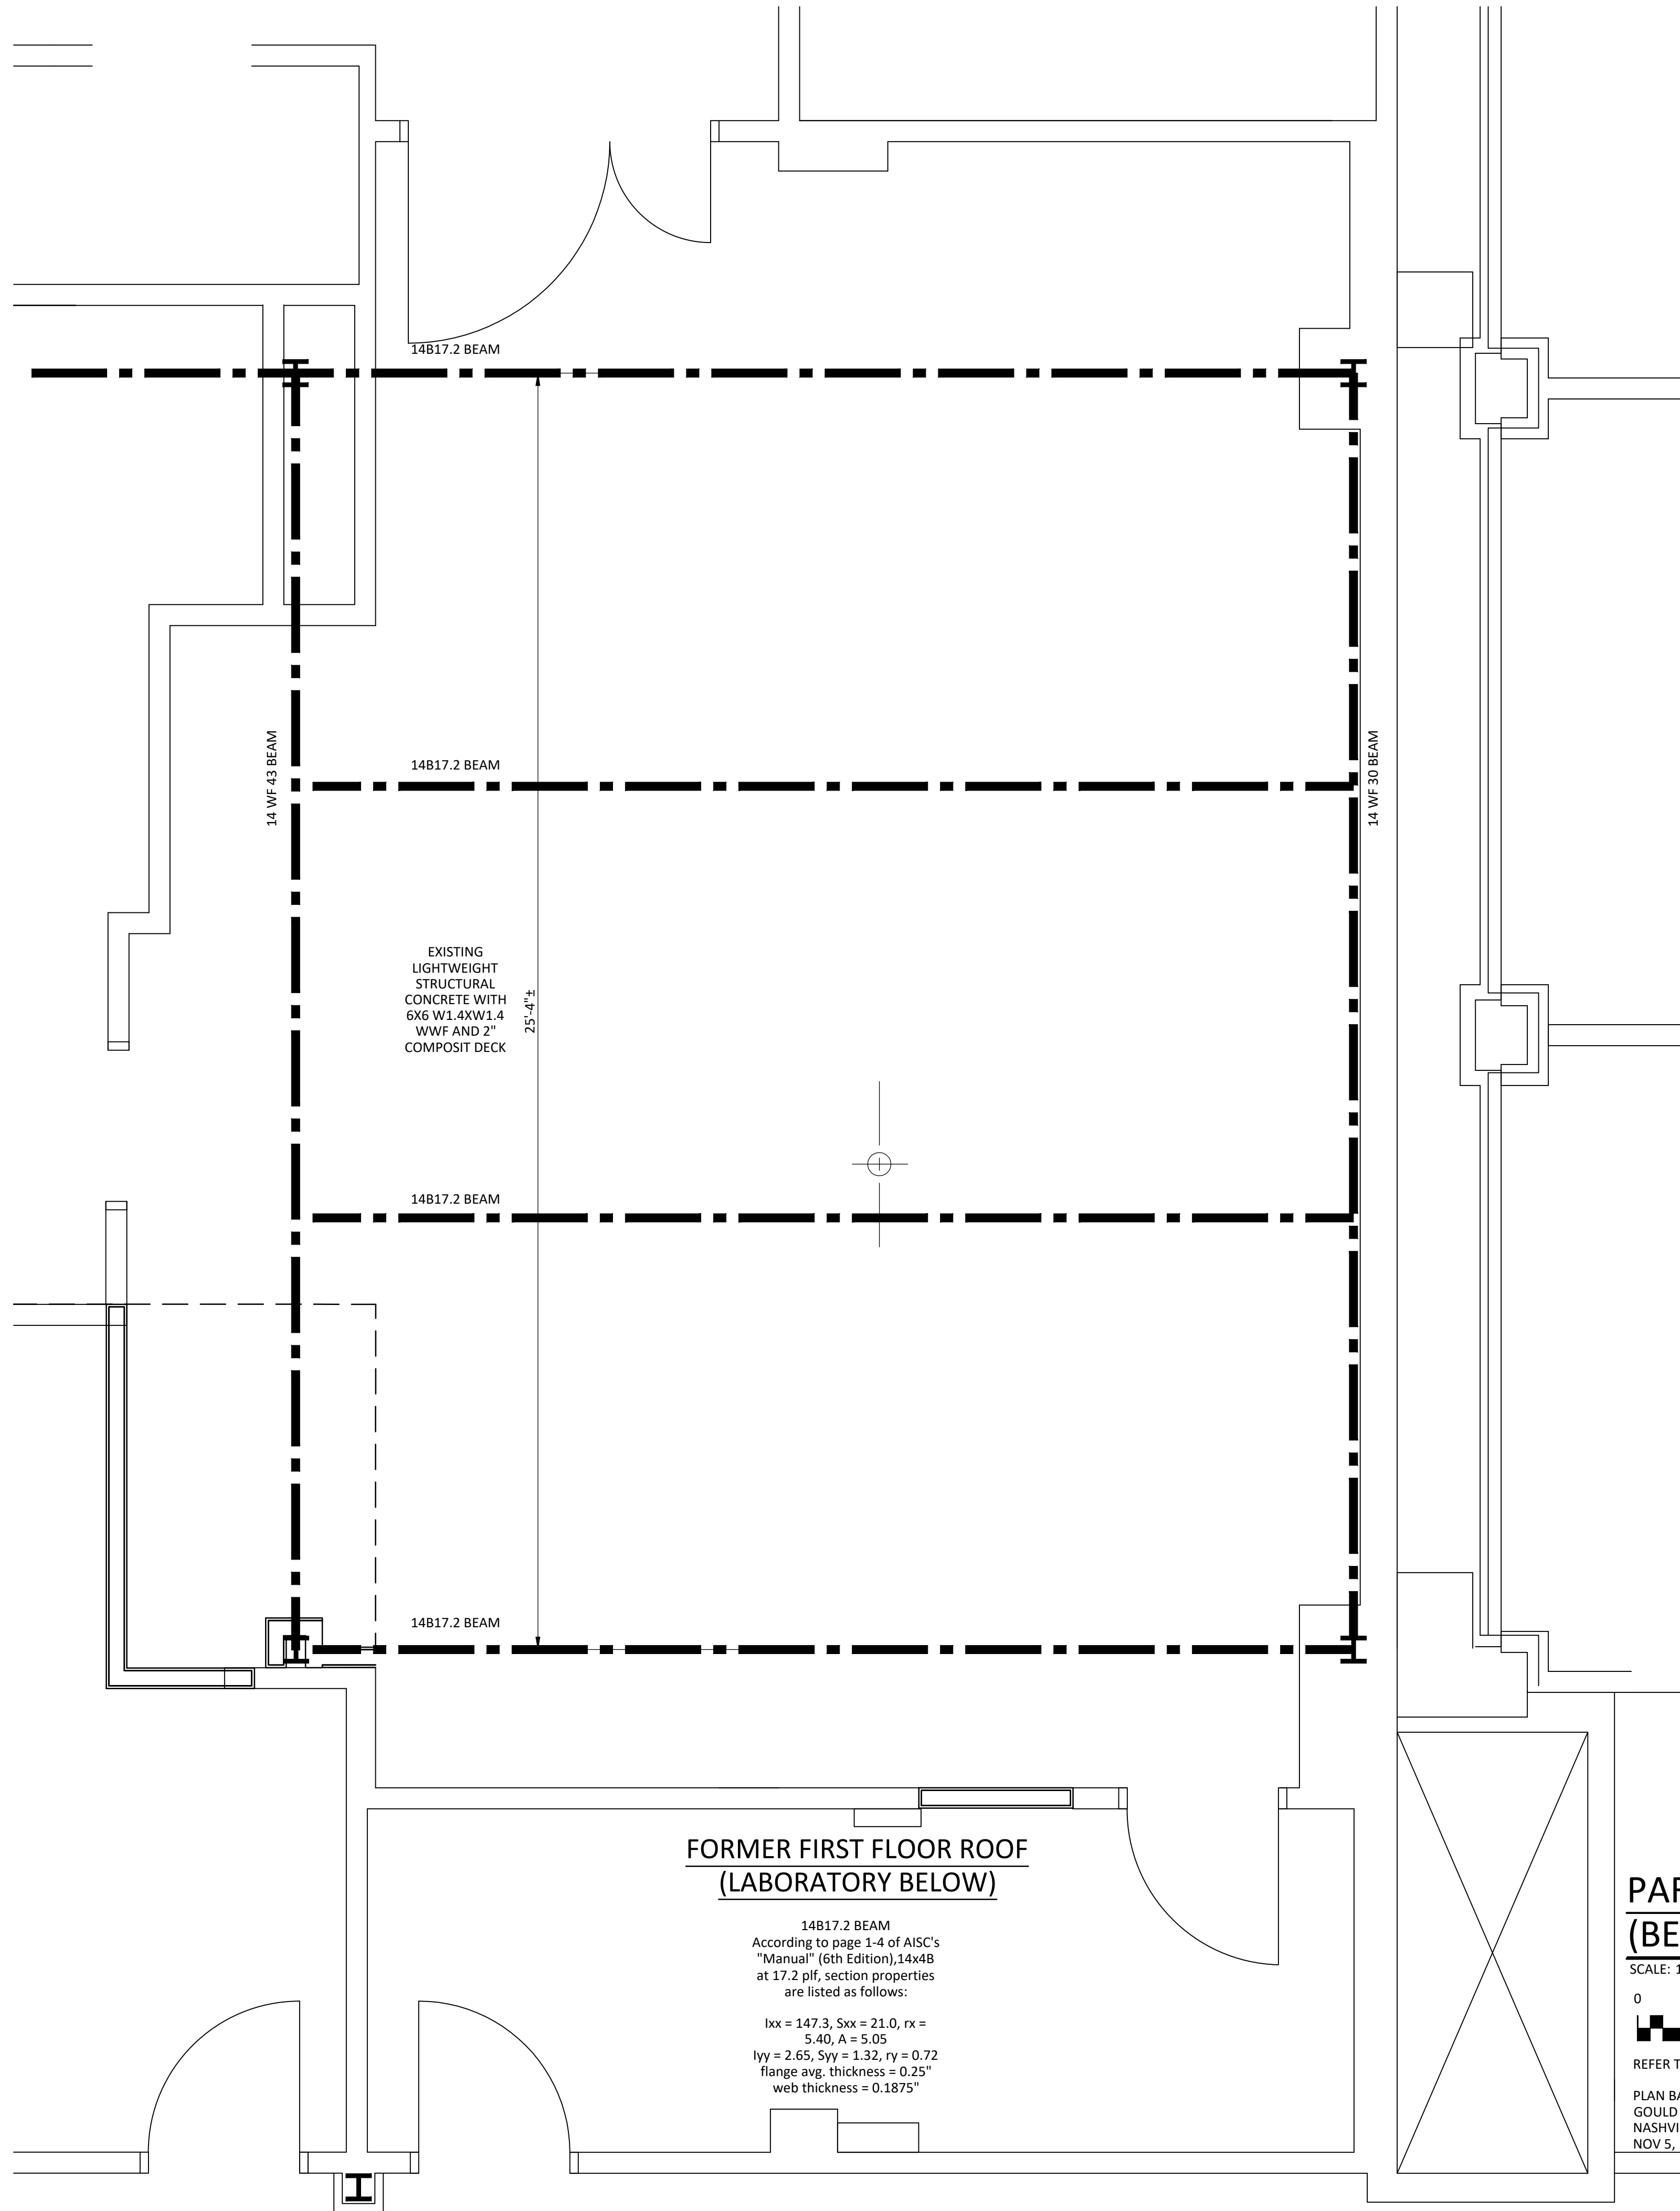 14B17.2 BEAM
14 WF 43 BEAM
14B17.2 BEAM
14 WF 30 BEAM
EXISTING
LIGHTWEIGHT
STRUCTURAL
CONCRETE WITH
6X6 W1.4XW1.4
WWF AND 2"
COMPOSIT DECK
25'-4"±
14B17.2 BEAM
14B17.2 BEAM
FORMER FIRST FLOOR ROOF
(LABORATORY BELOW)
14B17.2 BEAM
According to page 1-4 of AISC's
"Manual" (6th Edition),14x4B
at 17.2 plf, section properties
are listed as follows:
Ixx = 147.3, Sxx = 21.0, rx =
5.40, A = 5.05
Iyy = 2.65, Syy = 1.32, ry = 0.72
flange avg. thickness = 0.25"
web thickness = 0.1875"
PAR
(BE
SCALE: 1
0
REFER T
PLAN BA
GOULD
NASHVI
NOV 5,